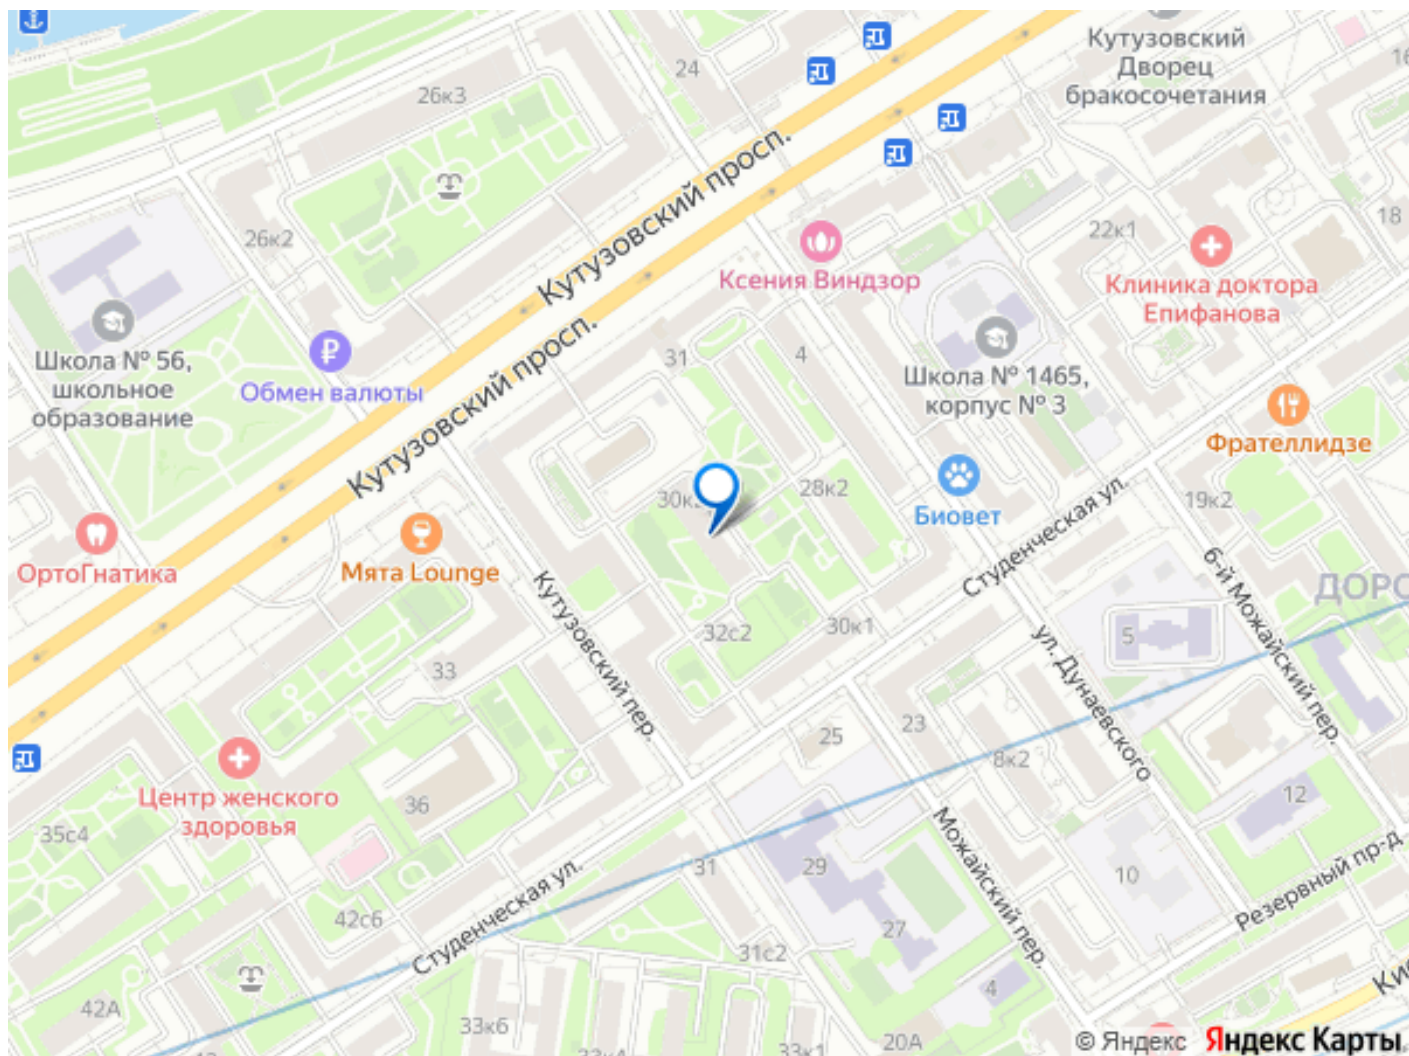 Кутузовский
Дворец
бракосочетания
24
26к3
Кутузовский просп.
26к2
22к1
18
Ксения Виндзор
Клиника доктора
Епифанова
Школа № 56,
школьное
образование
Обмен валюты
Кутузовский просп.
31
4
Школа № 1465,
корпус № 3
Фрателлидзе
28к2
Биовет
19к2
Студенческая ул.
ОртоГнатика
Мята Lounge
Кутузовский пер.
6-й Можайский пер.
32с2
30к1
5
ул. Дунаевского
33
23
25
8к2
12
Центр женского
здоровья
36
35с4
31
29
Можайский пер.
10
Резервный пр-д
Студенческая ул.
42с6
27
31с2
4
42А
33к6
20А
33к1
© Яндекс Яндекс Карты